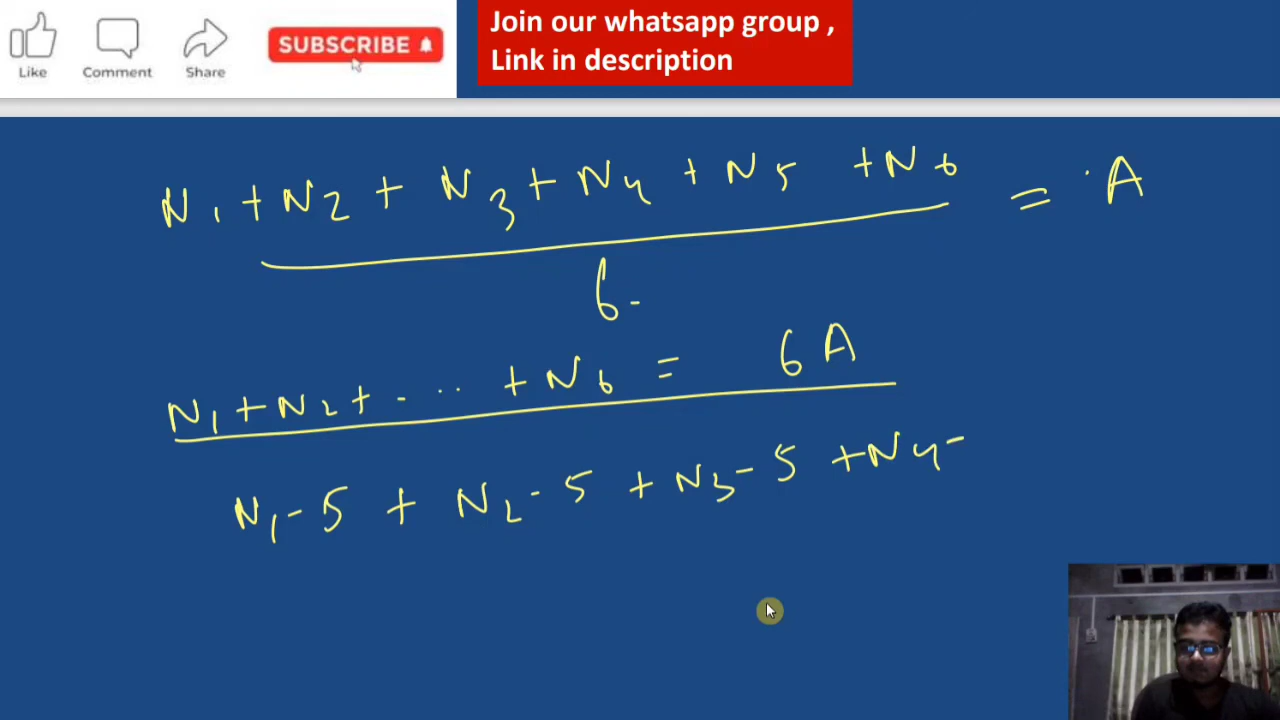 Join our whatsapp group ,
Link in description
Like
Comment
Share
SUBSCRIBE
N1 + N2 + N3 + N4 + N5 + N6 = A
6
N1 + N2 + - .. + N6 = 6 A
N1 - 5 + N2 - 5 + N3 - 5 + N4 -